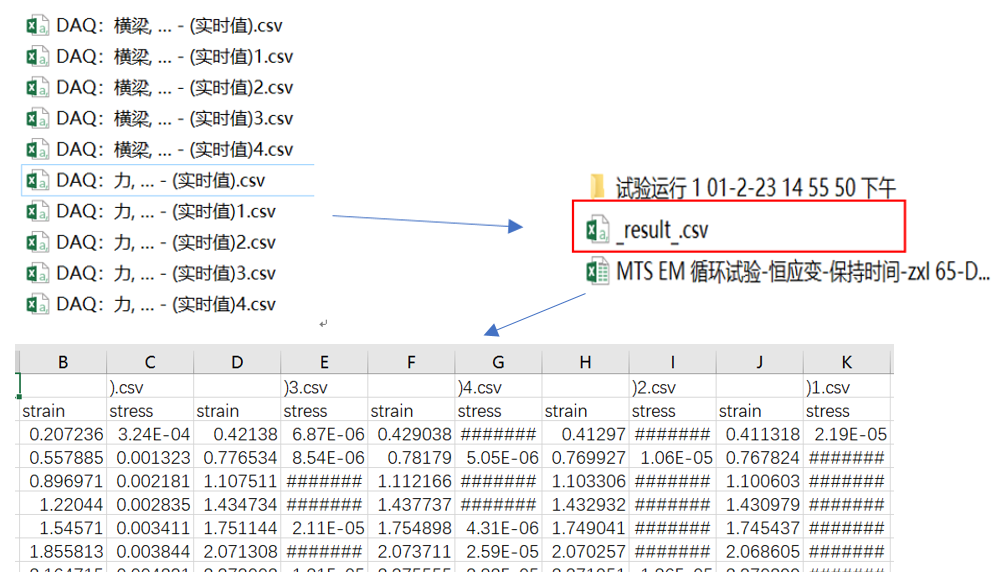 DAQ：横梁, ... - (实时值).csv
DAQ：横梁, ... - (实时值)1.csv
DAQ：横梁, ... - (实时值)2.csv
DAQ：横梁, ... - (实时值)3.csv
DAQ：横梁, ... - (实时值)4.csv
DAQ：力, ... - (实时值).csv
DAQ：力, ... - (实时值)1.csv
DAQ：力, ... - (实时值)2.csv
DAQ：力, ... - (实时值)3.csv
DAQ：力, ... - (实时值)4.csv
试验运行 1 01-2-23 14 55 50 下午
_result_.csv
MTS EM 循环试验-恒应变-保持时间-zxl 65-D...
B C D E F G H I J K
).csv )3.csv )4.csv )2.csv )1.csv
strain stress strain stress strain stress strain stress strain stress
0.207236 3.24E-04 0.42138 6.87E-06 0.429038 ####### 0.41297 ####### 0.411318 2.19E-05
0.557885 0.001323 0.776534 8.54E-06 0.78179 5.05E-06 0.769927 1.06E-05 0.767824 #######
0.896971 0.002181 1.107511 ####### 1.112166 ####### 1.103306 ####### 1.100603 #######
1.22044 0.002835 1.434734 ####### 1.437737 ####### 1.432932 ####### 1.430979 #######
1.54571 0.003411 1.751144 2.11E-05 1.754898 4.31E-06 1.749041 ####### 1.745437 #######
1.855813 0.003844 2.071308 ####### 2.073711 2.59E-05 2.070257 ####### 2.068605 #######